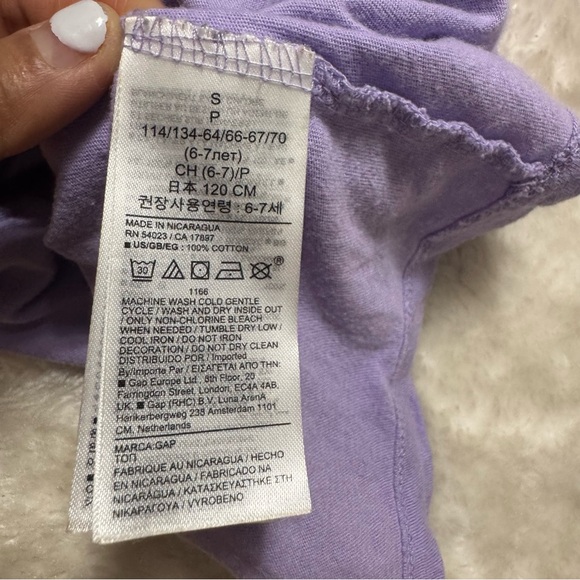 S
P
114/134-64/66-67/70
(6-7лет)
CH (6-7)/P
日本 120 CM
권장사용연령 : 6-7세
MADE IN NICARAGUA
RN 54023 / CA 17897
■ US/GB/EG : 100% COTTON
30
®
1166
MACHINE WASH COLD GENTLE
CYCLE / WASH AND DRY INSIDE OUT
/ ONLY NON-CHLORINE BLEACH
WHEN NEEDED / TUMBLE DRY LOW /
COOL IRON / DO NOT IRON
DECORATION / DO NOT DRY CLEAN
DISTRIBUIDO POR / Imported
By/Importe Par / ΕΙΣΑΓΕΤΑΙ ΑΠΟ
■ Gap Europe Ltd., 8th Floor, 20
Farringdon Street, London, EC4A 4AB,
UK, ■ Gap (RHC) B.V. Luna ArenA
Herikerbergweg 238 Amsterdam 1101
CM, Netherlands
MARCA:GAP
ТОП
FABRIQUE AU NICARAGUA / HECHO
EN NICARAGUA / FABRICADO NA
NICARÁGUA / ΚΑΤΑΣΚΕΥΑΣΤΗΚΕ ΣΤΗ
ΝΙΚΑΡΑΓΟΥΑ / VYROBENO